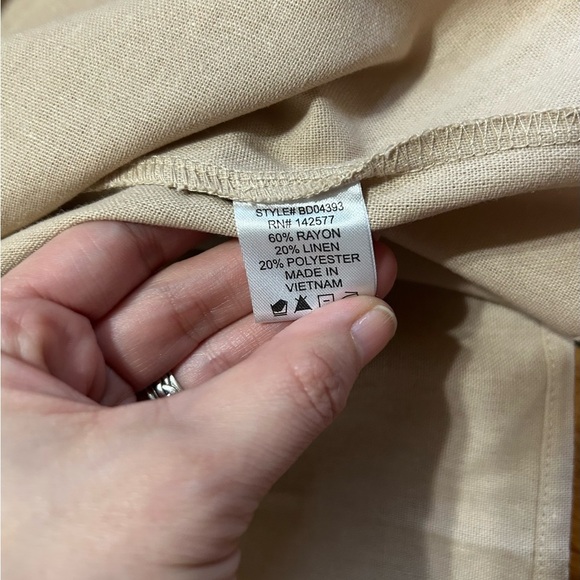 STYLE# BD04393
RN# 142577
60% RAYON
20% LINEN
20% POLYESTER
MADE IN
VIETNAM